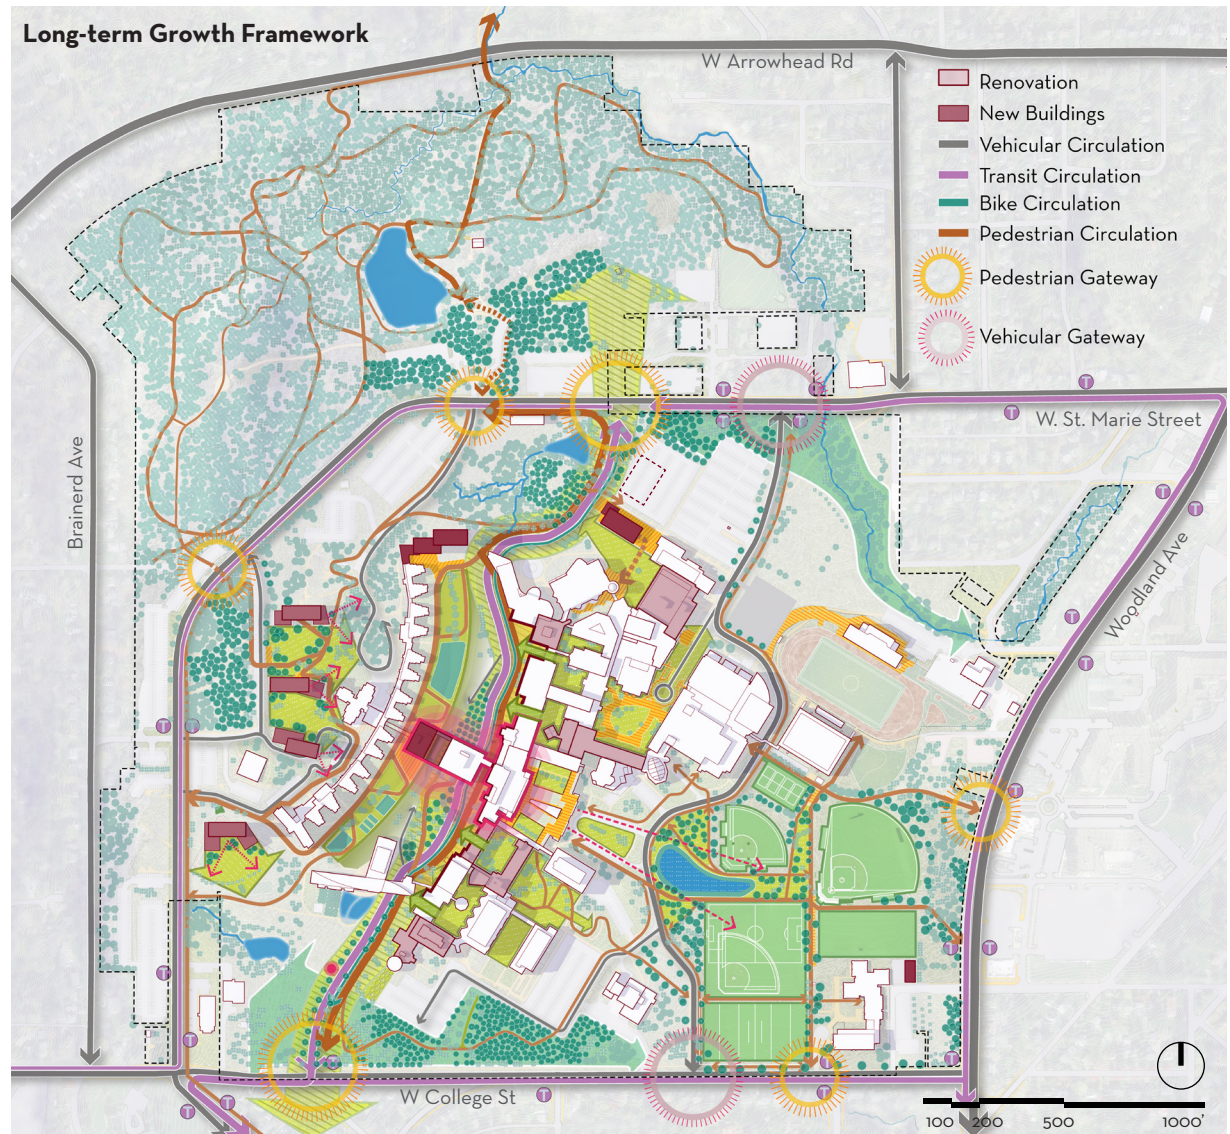 Long-term Growth Framework
W Arrowhead Rd
Renovation
New Buildings
Vehicular Circulation
Transit Circulation
Bike Circulation
Pedestrian Circulation
Pedestrian Gateway
Vehicular Gateway
T
T
T
T
T
T
W. St. Marie Street
Brainerd Ave
T
T
Woodland Ave
T
T
T
T
T
T
T
T
T
T
T
T
W College St
T
T
T
T
100 200 500 1000'